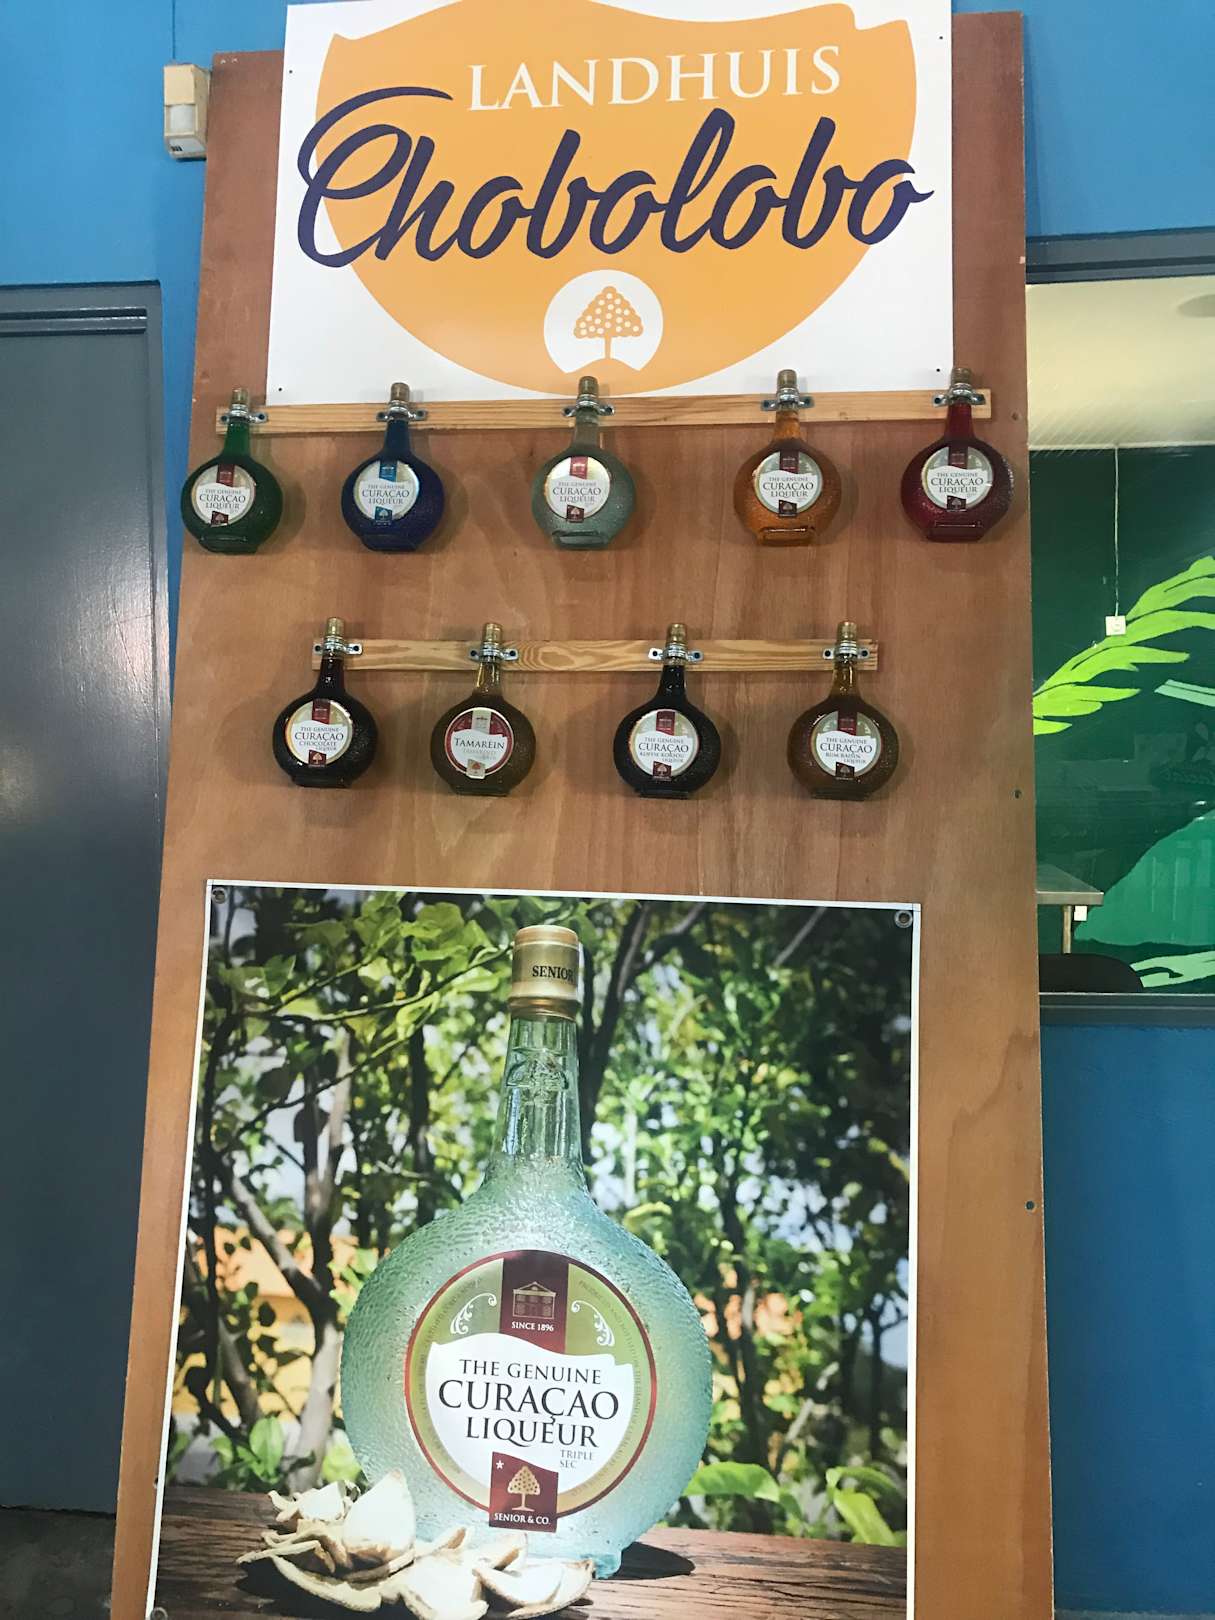 LANDHUIS
Chobolobo
THE GENUINE
CURAÇAO
LIQUEUR
THE GENUINE
CURAÇAO
LIQUEUR
THE GENUINE
CURAÇAO
LIQUEUR
THE GENUINE
CURAÇAO
LIQUEUR
THE GENUINE
CURAÇAO
LIQUEUR
THE GENUINE
CURAÇAO
CHOCOLATE
LIQUEUR
TAMAREIN
THE GENUINE
CURAÇAO
LIQUEUR
THE GENUINE
CURAÇAO
RUM RAISIN
LIQUEUR
SENIOR
SINCE 1896
THE GENUINE
CURAÇAO
LIQUEUR
TRIPLE
SEC
SENIOR & CO.